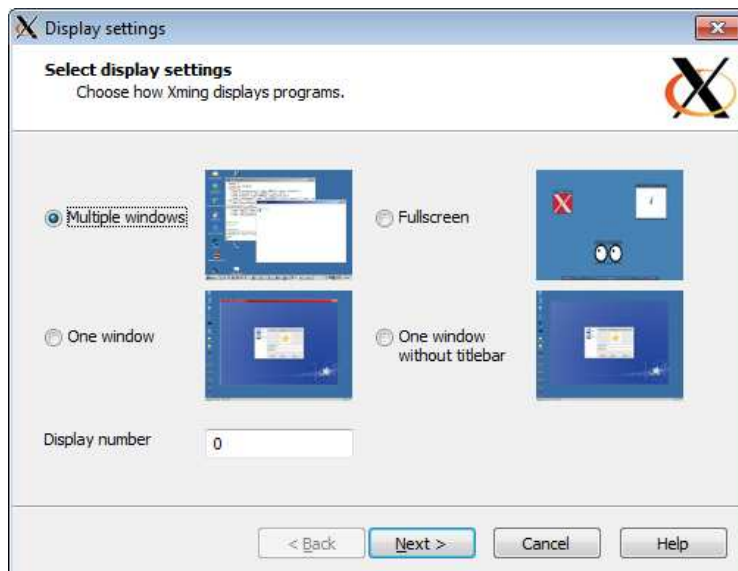 Display settings
Select display settings
Choose how Xming displays programs.
Multiple windows
Fullscreen
One window
One window
without titlebar
Display number
0
< Back
Next >
Cancel
Help